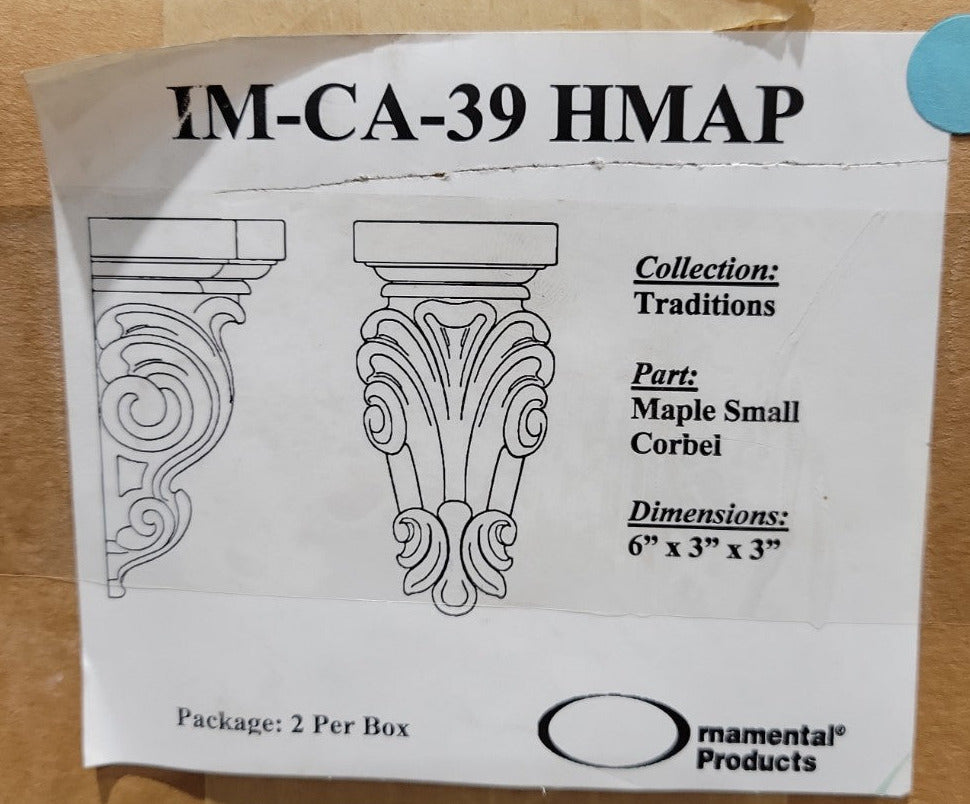 IM-CA-39 HMAP
Collection:
Traditions
Part:
Maple Small
Corbel
Dimensions:
6” x 3” x 3”
Package: 2 Per Box
Ornamental®
Products